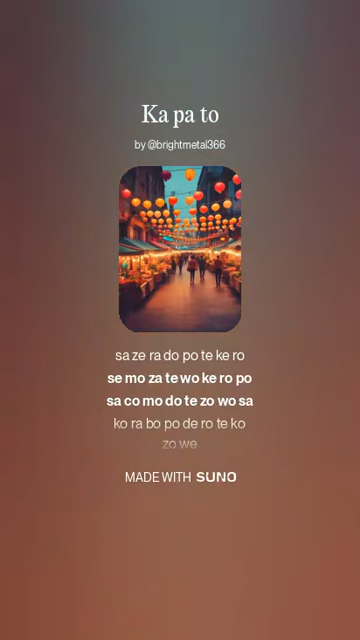 Ka pa to
by @brightmetal366
sa ze ra do po te ke ro
se mo za te wo ke ro po
sa co mo do te zo wo sa
ko ra bo po de ro te ko
zo we
MADE WITH SUNO